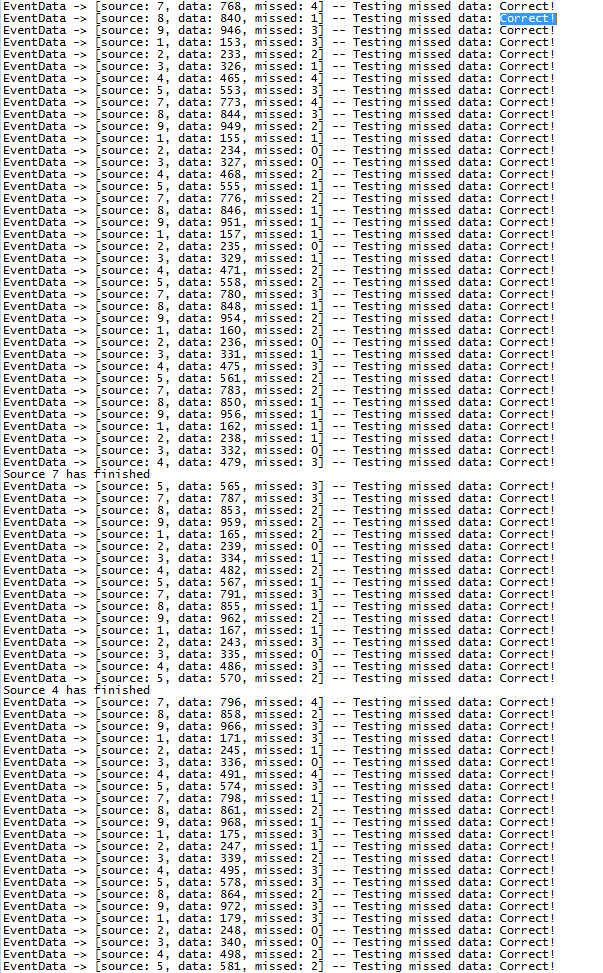 EventData -> [source: 7, data: 768, missed: 4] -- Testing missed data: Correct!
EventData -> [source: 8, data: 840, missed: 1] -- Testing missed data: Correct!
EventData -> [source: 9, data: 946, missed: 3] -- Testing missed data: Correct!
EventData -> [source: 1, data: 153, missed: 3] -- Testing missed data: Correct!
EventData -> [source: 2, data: 233, missed: 2] -- Testing missed data: Correct!
EventData -> [source: 3, data: 326, missed: 1] -- Testing missed data: Correct!
EventData -> [source: 4, data: 465, missed: 4] -- Testing missed data: Correct!
EventData -> [source: 5, data: 553, missed: 3] -- Testing missed data: Correct!
EventData -> [source: 7, data: 773, missed: 4] -- Testing missed data: Correct!
EventData -> [source: 8, data: 844, missed: 3] -- Testing missed data: Correct!
EventData -> [source: 9, data: 949, missed: 2] -- Testing missed data: Correct!
EventData -> [source: 1, data: 155, missed: 1] -- Testing missed data: Correct!
EventData -> [source: 2, data: 234, missed: 0] -- Testing missed data: Correct!
EventData -> [source: 3, data: 327, missed: 0] -- Testing missed data: Correct!
EventData -> [source: 4, data: 468, missed: 2] -- Testing missed data: Correct!
EventData -> [source: 5, data: 555, missed: 1] -- Testing missed data: Correct!
EventData -> [source: 7, data: 776, missed: 2] -- Testing missed data: Correct!
EventData -> [source: 8, data: 846, missed: 1] -- Testing missed data: Correct!
EventData -> [source: 9, data: 951, missed: 1] -- Testing missed data: Correct!
EventData -> [source: 1, data: 157, missed: 1] -- Testing missed data: Correct!
EventData -> [source: 2, data: 235, missed: 0] -- Testing missed data: Correct!
EventData -> [source: 3, data: 329, missed: 1] -- Testing missed data: Correct!
EventData -> [source: 4, data: 471, missed: 2] -- Testing missed data: Correct!
EventData -> [source: 5, data: 558, missed: 2] -- Testing missed data: Correct!
EventData -> [source: 7, data: 780, missed: 3] -- Testing missed data: Correct!
EventData -> [source: 8, data: 848, missed: 1] -- Testing missed data: Correct!
EventData -> [source: 9, data: 954, missed: 2] -- Testing missed data: Correct!
EventData -> [source: 1, data: 160, missed: 2] -- Testing missed data: Correct!
EventData -> [source: 2, data: 236, missed: 0] -- Testing missed data: Correct!
EventData -> [source: 3, data: 331, missed: 1] -- Testing missed data: Correct!
EventData -> [source: 4, data: 475, missed: 3] -- Testing missed data: Correct!
EventData -> [source: 5, data: 561, missed: 2] -- Testing missed data: Correct!
EventData -> [source: 7, data: 783, missed: 2] -- Testing missed data: Correct!
EventData -> [source: 8, data: 850, missed: 1] -- Testing missed data: Correct!
EventData -> [source: 9, data: 956, missed: 1] -- Testing missed data: Correct!
EventData -> [source: 1, data: 162, missed: 1] -- Testing missed data: Correct!
EventData -> [source: 2, data: 238, missed: 1] -- Testing missed data: Correct!
EventData -> [source: 3, data: 332, missed: 0] -- Testing missed data: Correct!
EventData -> [source: 4, data: 479, missed: 3] -- Testing missed data: Correct!
Source 7 has finished
EventData -> [source: 5, data: 565, missed: 3] -- Testing missed data: Correct!
EventData -> [source: 7, data: 787, missed: 3] -- Testing missed data: Correct!
EventData -> [source: 8, data: 853, missed: 2] -- Testing missed data: Correct!
EventData -> [source: 9, data: 959, missed: 2] -- Testing missed data: Correct!
EventData -> [source: 1, data: 165, missed: 2] -- Testing missed data: Correct!
EventData -> [source: 2, data: 239, missed: 0] -- Testing missed data: Correct!
EventData -> [source: 3, data: 334, missed: 1] -- Testing missed data: Correct!
EventData -> [source: 4, data: 482, missed: 2] -- Testing missed data: Correct!
EventData -> [source: 5, data: 567, missed: 1] -- Testing missed data: Correct!
EventData -> [source: 7, data: 791, missed: 3] -- Testing missed data: Correct!
EventData -> [source: 8, data: 855, missed: 1] -- Testing missed data: Correct!
EventData -> [source: 9, data: 962, missed: 2] -- Testing missed data: Correct!
EventData -> [source: 1, data: 167, missed: 1] -- Testing missed data: Correct!
EventData -> [source: 2, data: 243, missed: 3] -- Testing missed data: Correct!
EventData -> [source: 3, data: 335, missed: 0] -- Testing missed data: Correct!
EventData -> [source: 4, data: 486, missed: 3] -- Testing missed data: Correct!
EventData -> [source: 5, data: 570, missed: 2] -- Testing missed data: Correct!
Source 4 has finished
EventData -> [source: 7, data: 796, missed: 4] -- Testing missed data: Correct!
EventData -> [source: 8, data: 858, missed: 2] -- Testing missed data: Correct!
EventData -> [source: 9, data: 966, missed: 3] -- Testing missed data: Correct!
EventData -> [source: 1, data: 171, missed: 3] -- Testing missed data: Correct!
EventData -> [source: 2, data: 245, missed: 1] -- Testing missed data: Correct!
EventData -> [source: 3, data: 336, missed: 0] -- Testing missed data: Correct!
EventData -> [source: 4, data: 491, missed: 4] -- Testing missed data: Correct!
EventData -> [source: 5, data: 574, missed: 3] -- Testing missed data: Correct!
EventData -> [source: 7, data: 798, missed: 1] -- Testing missed data: Correct!
EventData -> [source: 8, data: 861, missed: 2] -- Testing missed data: Correct!
EventData -> [source: 9, data: 968, missed: 1] -- Testing missed data: Correct!
EventData -> [source: 1, data: 175, missed: 3] -- Testing missed data: Correct!
EventData -> [source: 2, data: 247, missed: 1] -- Testing missed data: Correct!
EventData -> [source: 3, data: 339, missed: 2] -- Testing missed data: Correct!
EventData -> [source: 4, data: 495, missed: 3] -- Testing missed data: Correct!
EventData -> [source: 5, data: 578, missed: 3] -- Testing missed data: Correct!
EventData -> [source: 8, data: 864, missed: 2] -- Testing missed data: Correct!
EventData -> [source: 9, data: 972, missed: 3] -- Testing missed data: Correct!
EventData -> [source: 1, data: 179, missed: 3] -- Testing missed data: Correct!
EventData -> [source: 2, data: 248, missed: 0] -- Testing missed data: Correct!
EventData -> [source: 3, data: 340, missed: 0] -- Testing missed data: Correct!
EventData -> [source: 4, data: 498, missed: 2] -- Testing missed data: Correct!
EventData -> [source: 5, data: 581, missed: 2] -- Testing missed data: Correct!